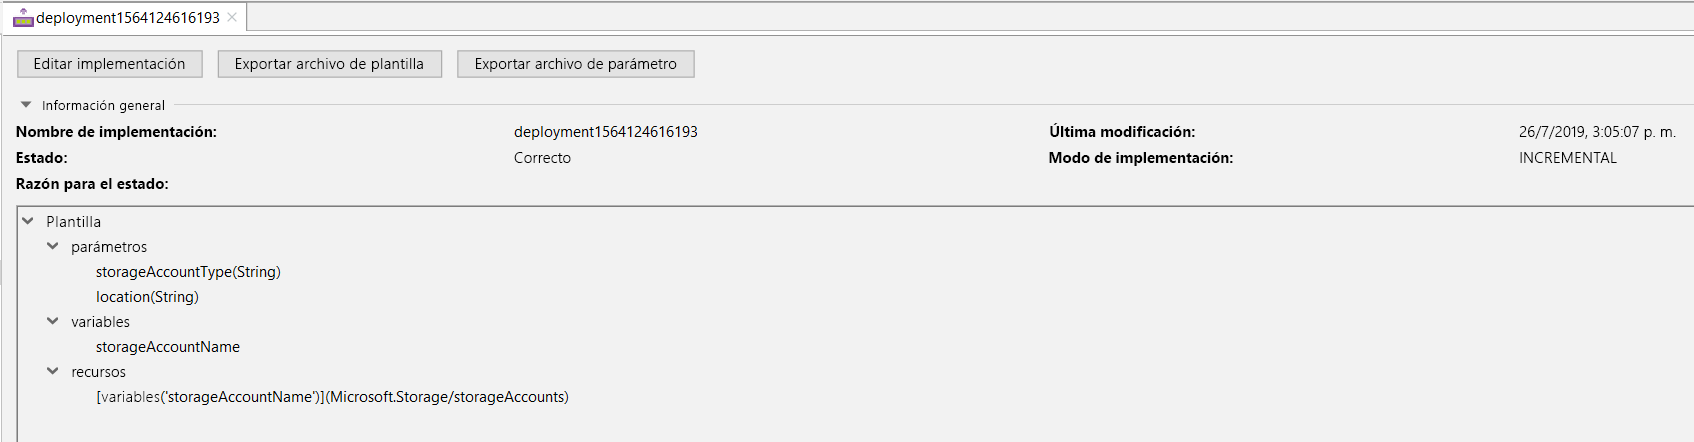 deployment1564124616193
Editar implementación Exportar archivo de plantilla Exportar archivo de parámetro
Información general
Nombre de implementación: deployment1564124616193 Última modificación: 26/7/2019, 3:05:07 p. m.
Estado: Correcto Modo de implementación: INCREMENTAL
Razón para el estado:
Plantilla
parámetros
storageAccountType(String)
location(String)
variables
storageAccountName
recursos
[variables('storageAccountName')](Microsoft.Storage/storageAccounts)